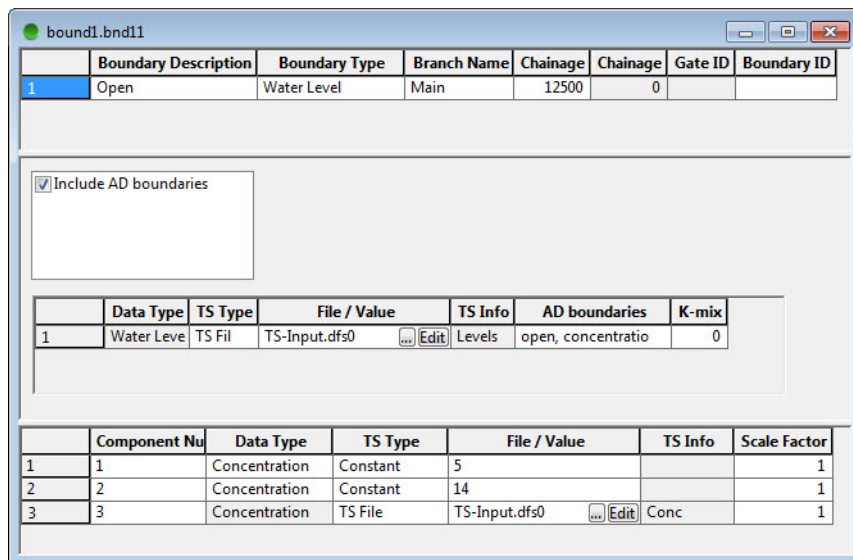 bound1.bnd11
Boundary Description Boundary Type Branch Name Chainage Chainage Gate ID Boundary ID
1 Open Water Level Main 12500 0
Include AD boundaries
Data Type TS Type File / Value TS Info AD boundaries K-mix
1 Water Leve TS Fil TS-Input.dfs0 ... Edit Levels open, concentratio 0
Component Nu Data Type TS Type File / Value TS Info Scale Factor
1 1 Concentration Constant 5 1
2 2 Concentration Constant 14 1
3 3 Concentration TS File TS-Input.dfs0 ... Edit Conc 1